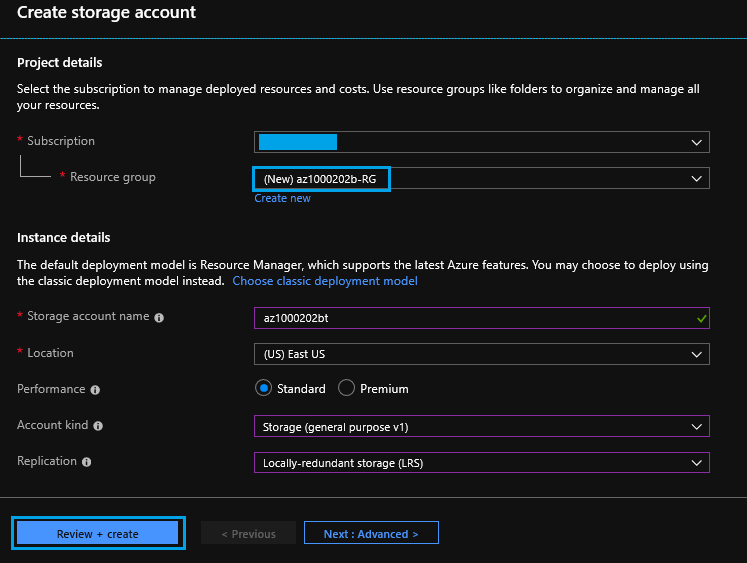 Create storage account
Project details
Select the subscription to manage deployed resources and costs. Use resource groups like folders to organize and manage all
your resources.
* Subscription
* Resource group
(New) az1000202b-RG
Create new
Instance details
The default deployment model is Resource Manager, which supports the latest Azure features. You may choose to deploy using
the classic deployment model instead. Choose classic deployment model
* Storage account name
az1000202bt
* Location
(US) East US
Performance
Standard Premium
Account kind
Storage (general purpose v1)
Replication
Locally-redundant storage (LRS)
Review + create < Previous Next : Advanced >